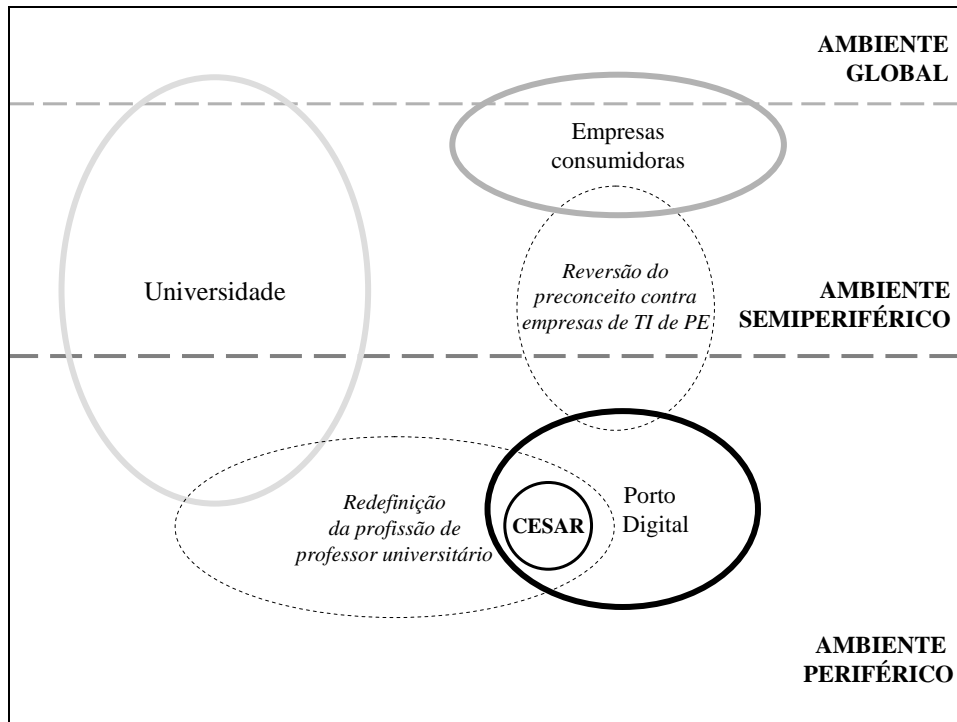 AMBIENTE
GLOBAL
Empresas
consumidoras
Universidade
Reversão do
preconceito contra
empresas de TI de PE
AMBIENTE
SEMIPERIFÉRICO
Redefinição
da profissão de
professor universitário
CESAR
Porto
Digital
AMBIENTE
PERIFÉRICO